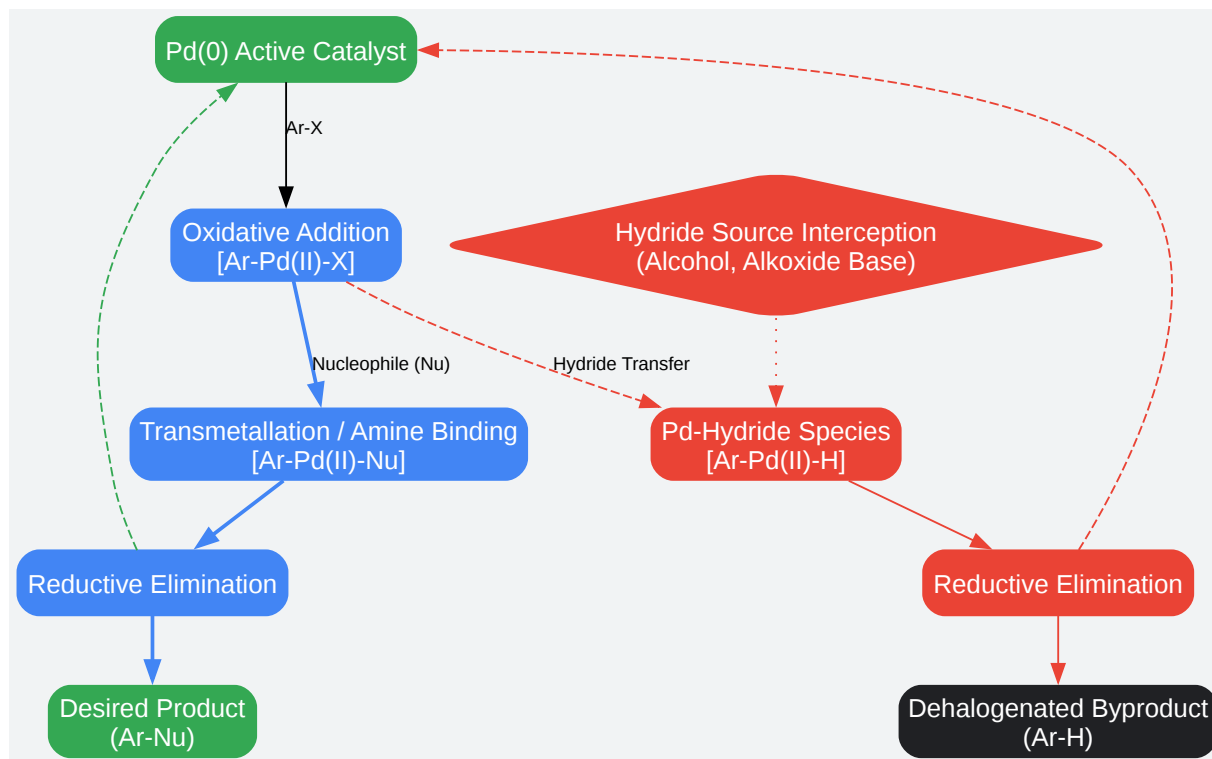 Pd(0) Active Catalyst
Ar-X
Oxidative Addition
[Ar-Pd(II)-X]
Hydride Source Interception
(Alcohol, Alkoxide Base)
Nucleophile (Nu)
Hydride Transfer
Transmetallation / Amine Binding
[Ar-Pd(II)-Nu]
Pd-Hydride Species
[Ar-Pd(II)-H]
Reductive Elimination
Reductive Elimination
Desired Product
(Ar-Nu)
Dehalogenated Byproduct
(Ar-H)